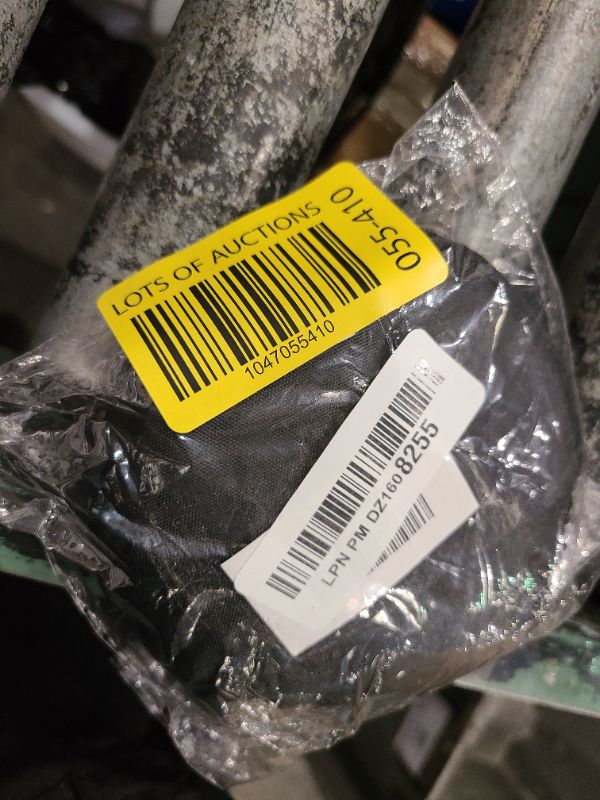 LOTS OF AUCTIONS
055-410
1047055410
LPN PM DZ1608255